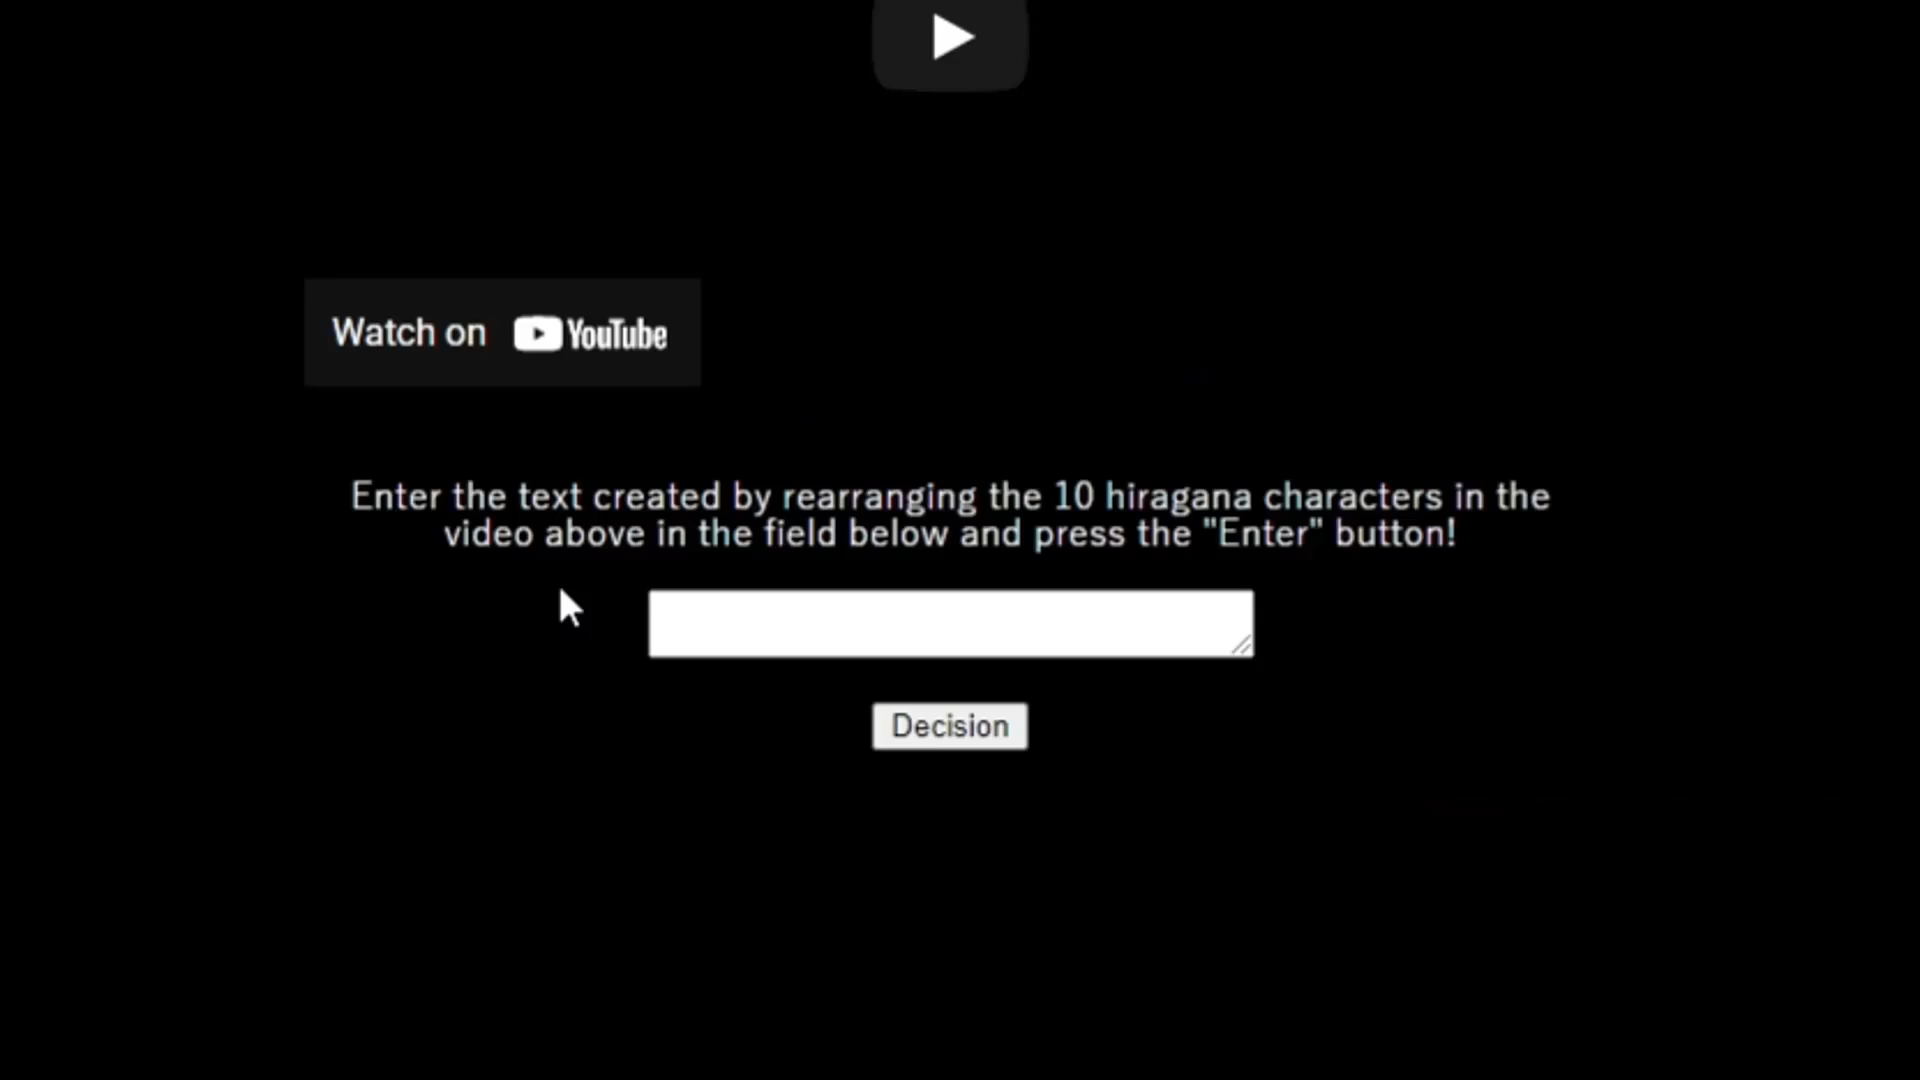 Watch on YouTube
Enter the text created by rearranging the 10 hiragana characters in the
video above in the field below and press the "Enter" button!
Decision